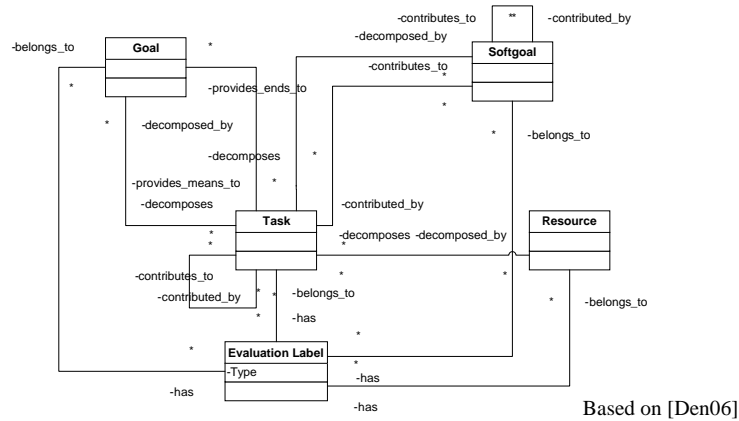 -contributes_to ** -contributed_by
-belongs_to Goal * -decomposed_by Softgoal
-contributes_to
* -provides_ends_to * *
* -decomposed_by * * -belongs_to
-decomposes *
-provides_means_to * *
-decomposes -contributed_by
Task Resource
* -decomposes -decomposed_by
* *
-contributes_to * *
-contributed_by * * -belongs_to * -belongs_to
* -has
* Evaluation Label *
-Type
-has -has
-has
Based on [Den06]